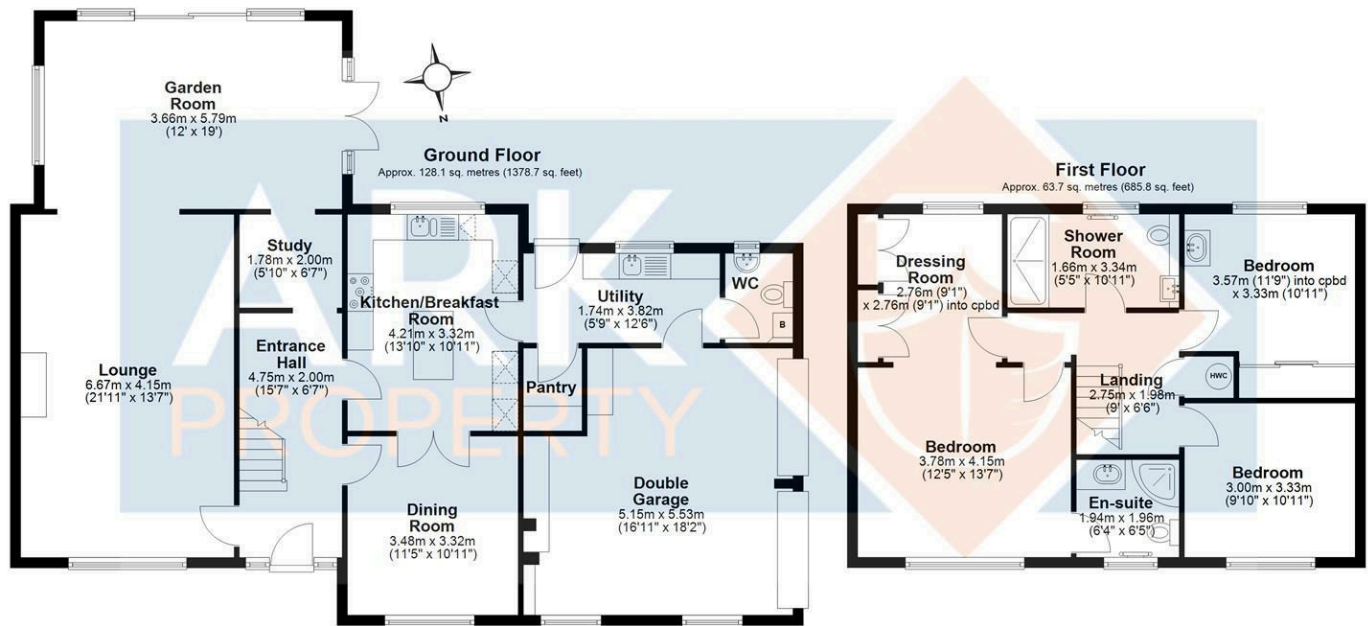 Garden
Room
3.66m x 5.79m
(12' x 19')
N
Ground Floor
Approx. 128.1 sq. metres (1378.7 sq. feet)
Study
1.78m x 2.00m
(5'10" x 6'7")
Kitchen/Breakfast
Room
4.21m x 3.32m
(13'10" x 10'11")
Utility
1.74m x 3.82m
(5'9" x 12'6")
WC
B
Lounge
6.67m x 4.15m
(21'11" x 13'7")
Entrance
Hall
4.75m x 2.00m
(15'7" x 6'7")
Pantry
Dining
Room
3.48m x 3.32m
(11'5" x 10'11")
Double
Garage
5.15m x 5.53m
(16'11" x 18'2")
First Floor
Approx. 63.7 sq. metres (685.8 sq. feet)
Dressing
Room
2.76m (9'1")
x 2.76m (9'1") into cpbd
Shower
Room
1.66m x 3.34m
(5'5" x 10'11")
Bedroom
3.57m (11'9") into cpbd
x 3.33m (10'11")
Landing
2.75m x 1.98m
(9' x 6'6")
HWC
Bedroom
3.78m x 4.15m
(12'5" x 13'7")
En-suite
1.94m x 1.96m
(6'4" x 6'5")
Bedroom
3.00m x 3.33m
(9'10" x 10'11")
ARK
PROPERTY